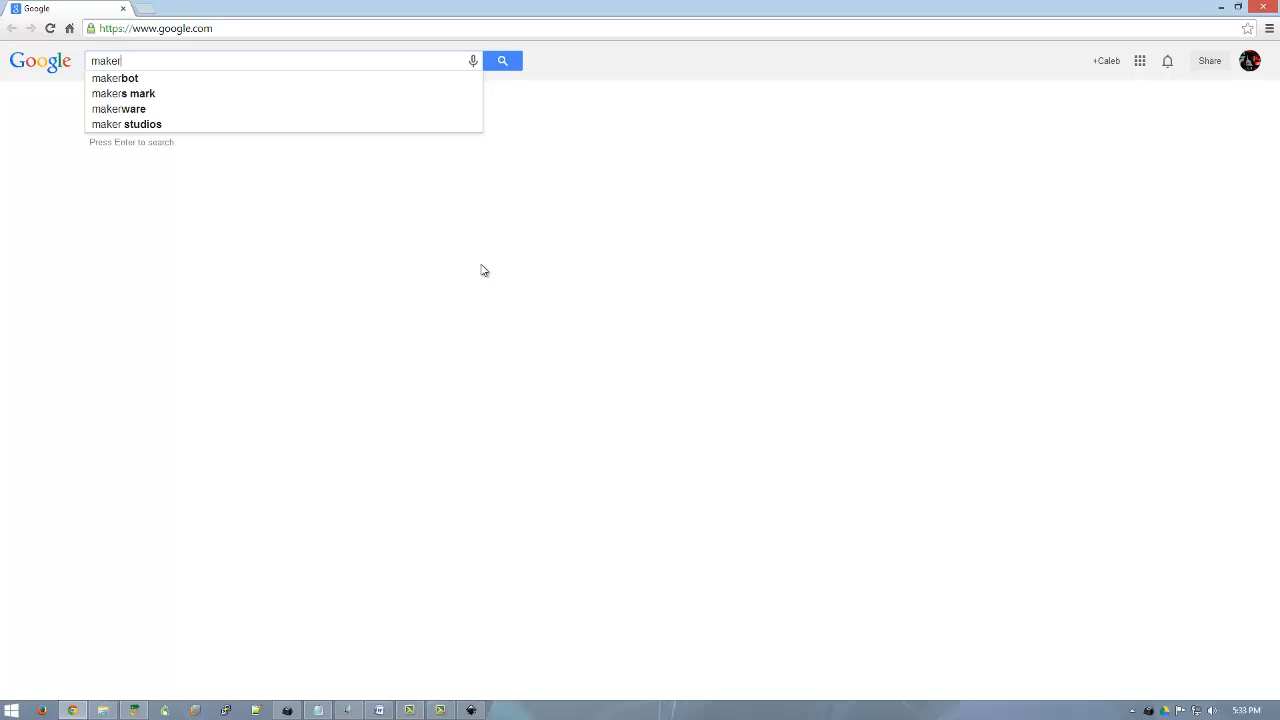 Google
https://www.google.com
Google
maker
+Caleb
Share
makerbot
makers mark
makerware
maker studios
Press Enter to search
5:33 PM